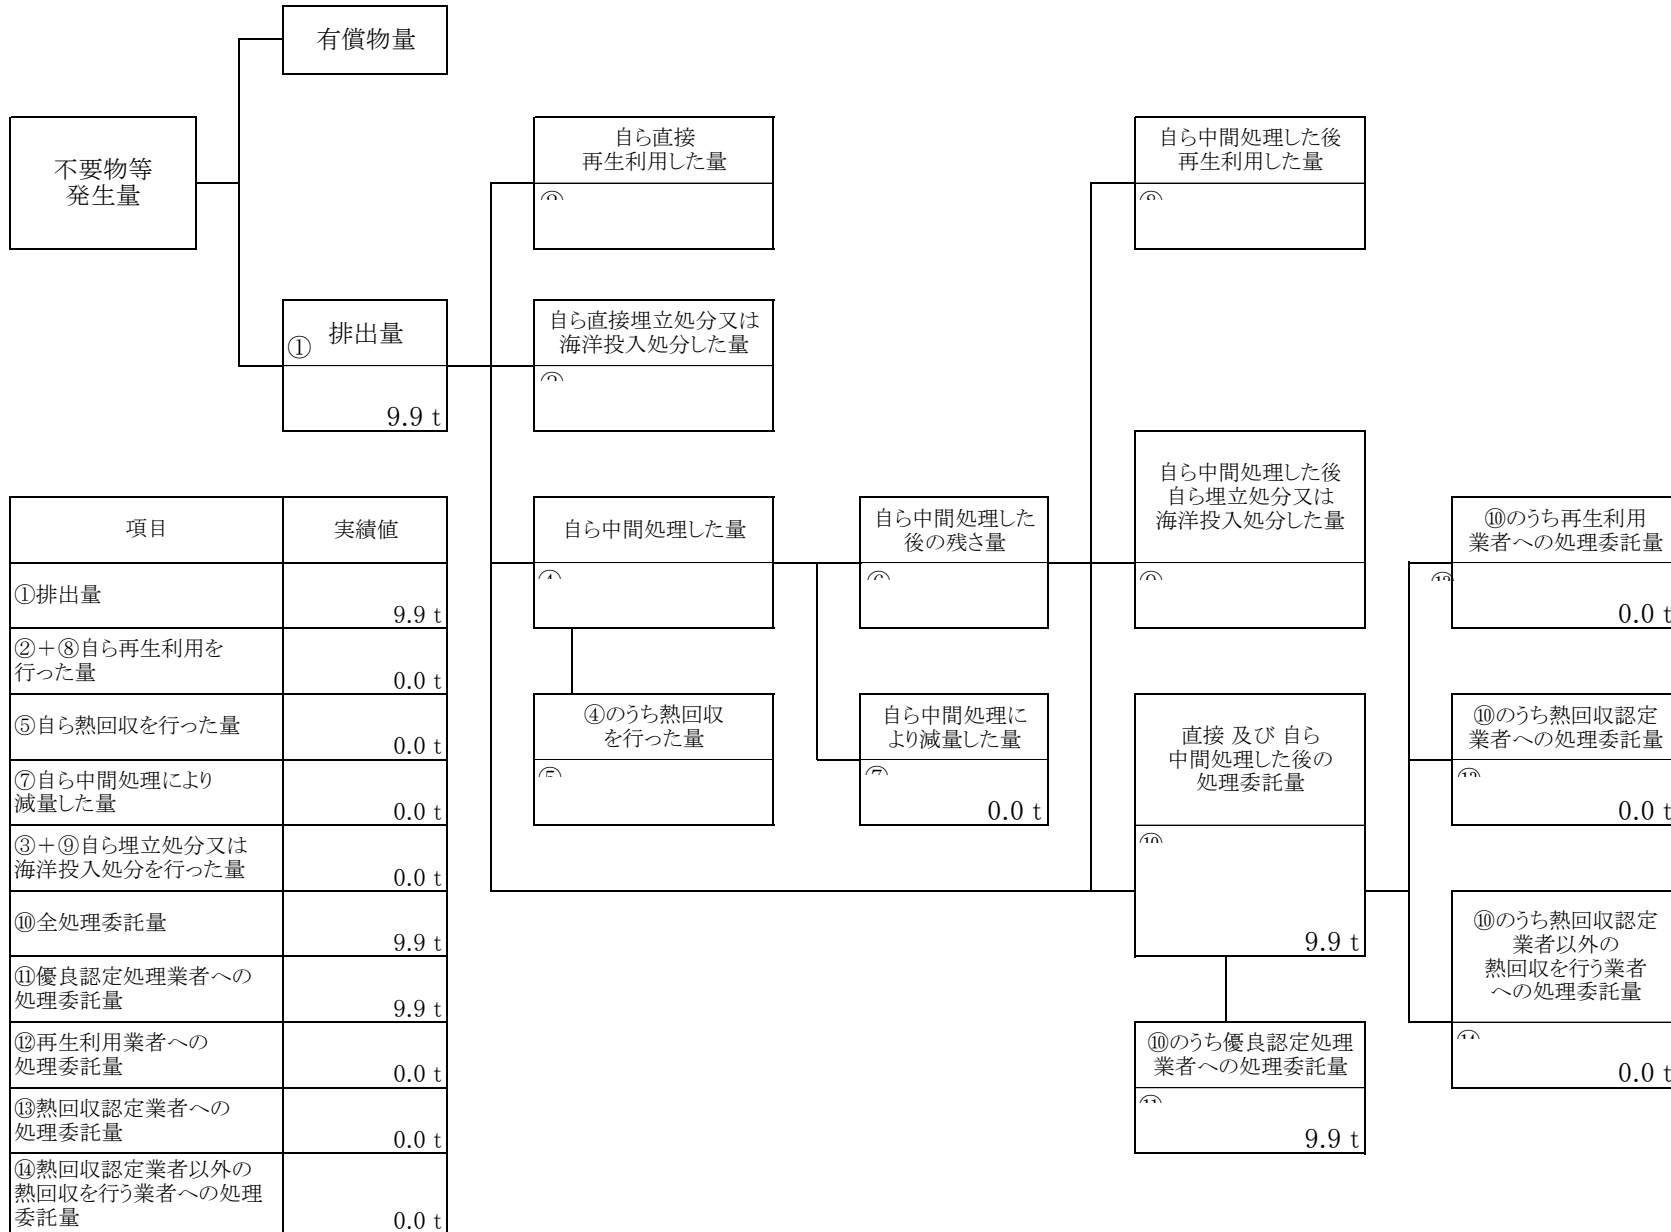 有償物量
不要物等
発生量
自ら直接
再生利用した量
自ら中間処理した後
再生利用した量
①
排出量
9.9 t
自ら直接埋立処分又は
海洋投入処分した量
自ら中間処理した後
自ら埋立処分又は
海洋投入処分した量
自ら中間処理した量
自ら中間処理した
後の残さ量
⑩のうち再生利用
業者への処理委託量
0.0 t
④のうち熱回収
を行った量
自ら中間処理に
より減量した量
0.0 t
直接 及び 自ら
中間処理した後の
処理委託量
9.9 t
⑩のうち熱回収認定
業者への処理委託量
0.0 t
⑩のうち熱回収認定
業者以外の
熱回収を行う業者
への処理委託量
0.0 t
⑩のうち優良認定処理
業者への処理委託量
9.9 t
項目 実績値
①排出量
9.9 t
②＋⑧自ら再生利用を
行った量
0.0 t
⑤自ら熱回収を行った量
0.0 t
⑦自ら中間処理により
減量した量
0.0 t
③＋⑨自ら埋立処分又は
海洋投入処分を行った量
0.0 t
⑩全処理委託量
9.9 t
⑪優良認定処理業者への
処理委託量
9.9 t
⑫再生利用業者への
処理委託量
0.0 t
⑬熱回収認定業者への
処理委託量
0.0 t
⑭熱回収認定業者以外の
熱回収を行う業者への処理
委託量
0.0 t